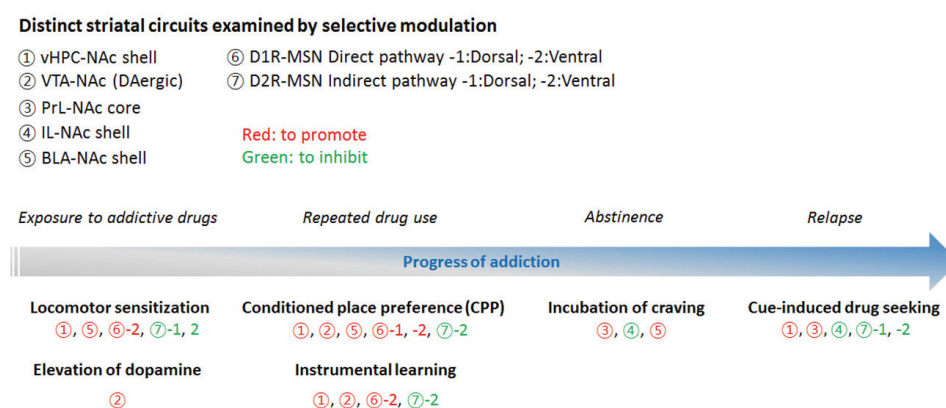 Distinct striatal circuits examined by selective modulation
① vHPC-NAc shell
② VTA-NAc (DAergic)
③ PrL-NAc core
④ IL-NAc shell
⑤ BLA-NAc shell
⑥ D1R-MSN Direct pathway -1:Dorsal; -2:Ventral
⑦ D2R-MSN Indirect pathway -1:Dorsal; -2:Ventral
Red: to promote
Green: to inhibit
Exposure to addictive drugs
Repeated drug use
Abstinence
Relapse
Progress of addiction
Locomotor sensitization
①, ⑤, ⑥-2, ⑦-1, 2
Elevation of dopamine
②
Conditioned place preference (CPP)
①, ②, ⑤, ⑥-1, -2, ⑦-2
Instrumental learning
①, ②, ⑥-2, ⑦-2
Incubation of craving
③, ④, ⑤
Cue-induced drug seeking
①, ③, ④, ⑦-1, -2